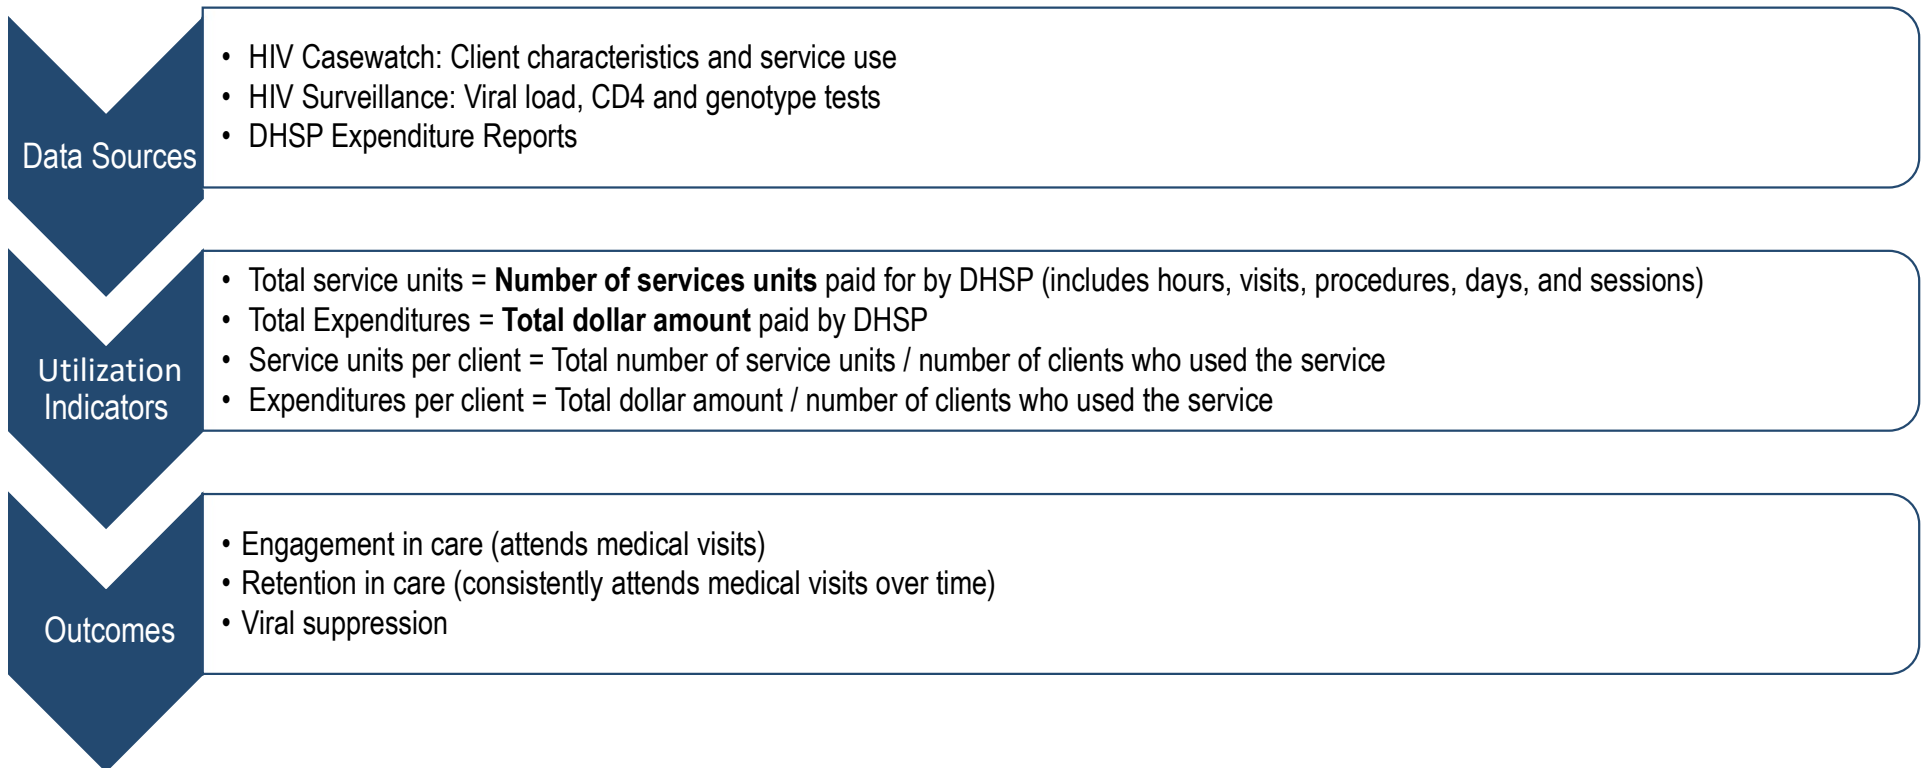 Data Sources
• HIV Casewatch: Client characteristics and service use
• HIV Surveillance: Viral load, CD4 and genotype tests
• DHSP Expenditure Reports
Utilization
Indicators
• Total service units = Number of services units paid for by DHSP (includes hours, visits, procedures, days, and sessions)
• Total Expenditures = Total dollar amount paid by DHSP
• Service units per client = Total number of service units / number of clients who used the service
• Expenditures per client = Total dollar amount / number of clients who used the service
Outcomes
• Engagement in care (attends medical visits)
• Retention in care (consistently attends medical visits over time)
• Viral suppression